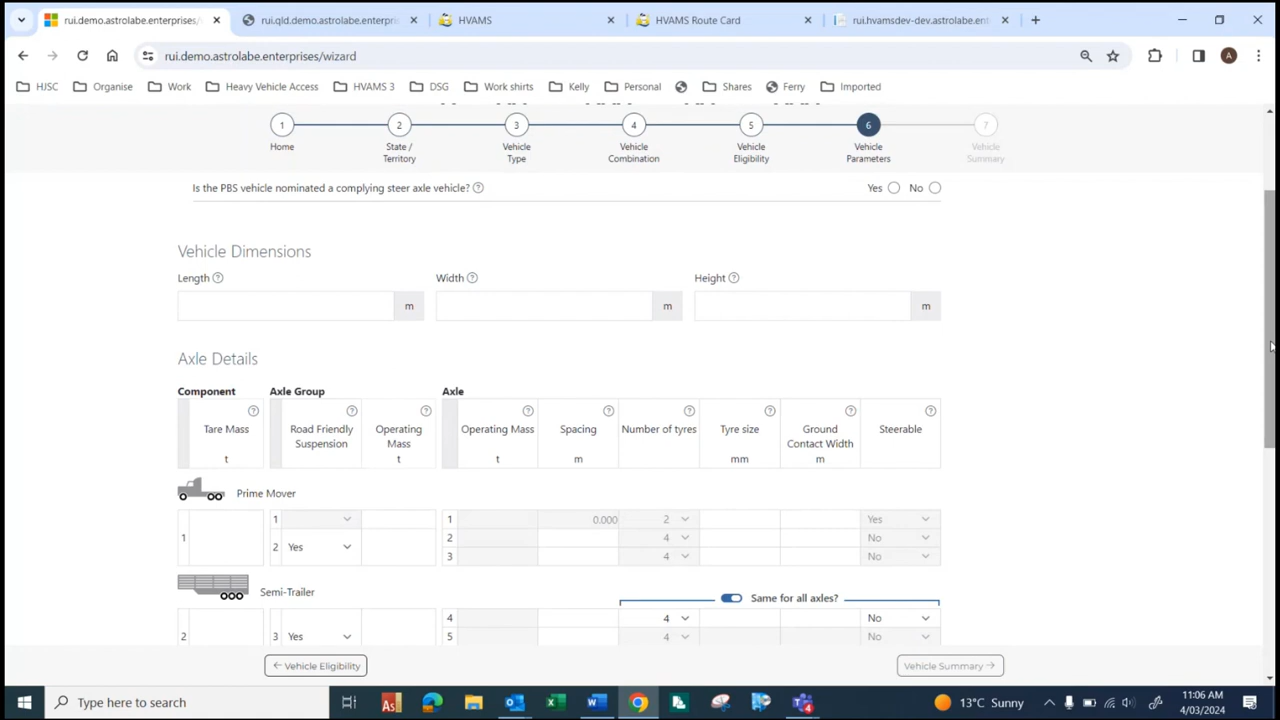 rui.demo.astrolabe.enterprises/
rui.qld.demo.astrolabe.enterpri
HVAMS
HVAMS Route Card
rui.hvamsdev-dev.astrolabe.ent
rui.demo.astrolabe.enterprises/wizard
A
HJSC
Organise
Work
Heavy Vehicle Access
HVAMS 3
DSG
Work shirts
Kelly
Personal
Shares
Ferry
Imported
1 2 3 4 5 6 7
Home
State / Territory
Vehicle Type
Vehicle Combination
Vehicle Eligibility
Vehicle Parameters
Vehicle Summary
Is the PBS vehicle nominated a complying steer axle vehicle? ? Yes No
Vehicle Dimensions
Length ? Width ? Height ?
m m m
Axle Details
Component Axle Group Axle
? ? ? ? ? ? ? ? ?
Tare Mass
t
Road Friendly Suspension
Operating Mass
t
Operating Mass
t
Spacing
m
Number of tyres
Tyre size
mm
Ground Contact Width
m
Steerable
Prime Mover
1
1
2 Yes
1 0.000 2 Yes
2 4 No
3 4 No
Semi-Trailer
Same for all axles?
2
3 Yes
4 4 No
5 4 No
← Vehicle Eligibility
Vehicle Summary →
Type here to search
As
4
13°C Sunny
11:06 AM
4/03/2024